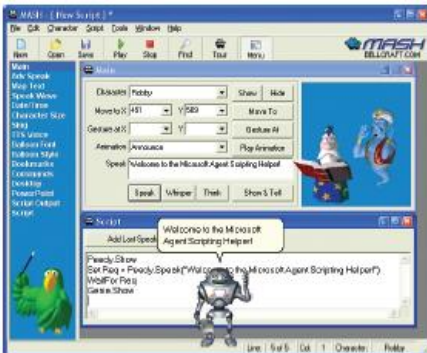 MASH - [New Script] *
File Edit Character Script Tools Window Help
New Open Save Play Stop Find Tour Menu
MASH
BELLCRAFT.COM
Main
Adv Speak
Map Text
Speak Wave
Date/Time
Character Size
Sing
TTS Voice
Balloon Font
Balloon Style
Bookmarks
Commands
Desktop
PowerPoint
Script Output
Script
Main
Character Robby Show Hide
Move to X 491 Y 589 Move To
Gesture at X Y Gesture At
Animation Announce Play Animation
Speak Welcome to the Microsoft Agent Scripting Helper!
Speak Whisper Think Show & Tell
Script
Add Last Speak
Welcome to the Microsoft
Agent Scripting Helper!
Peedy.Show
Set Req = Peedy.Speak("Welcome to the Microsoft Agent Scripting Helper!")
WaitFor Req
Genie.Show
Line: 5 of 5 Col: 1 Character: Robby